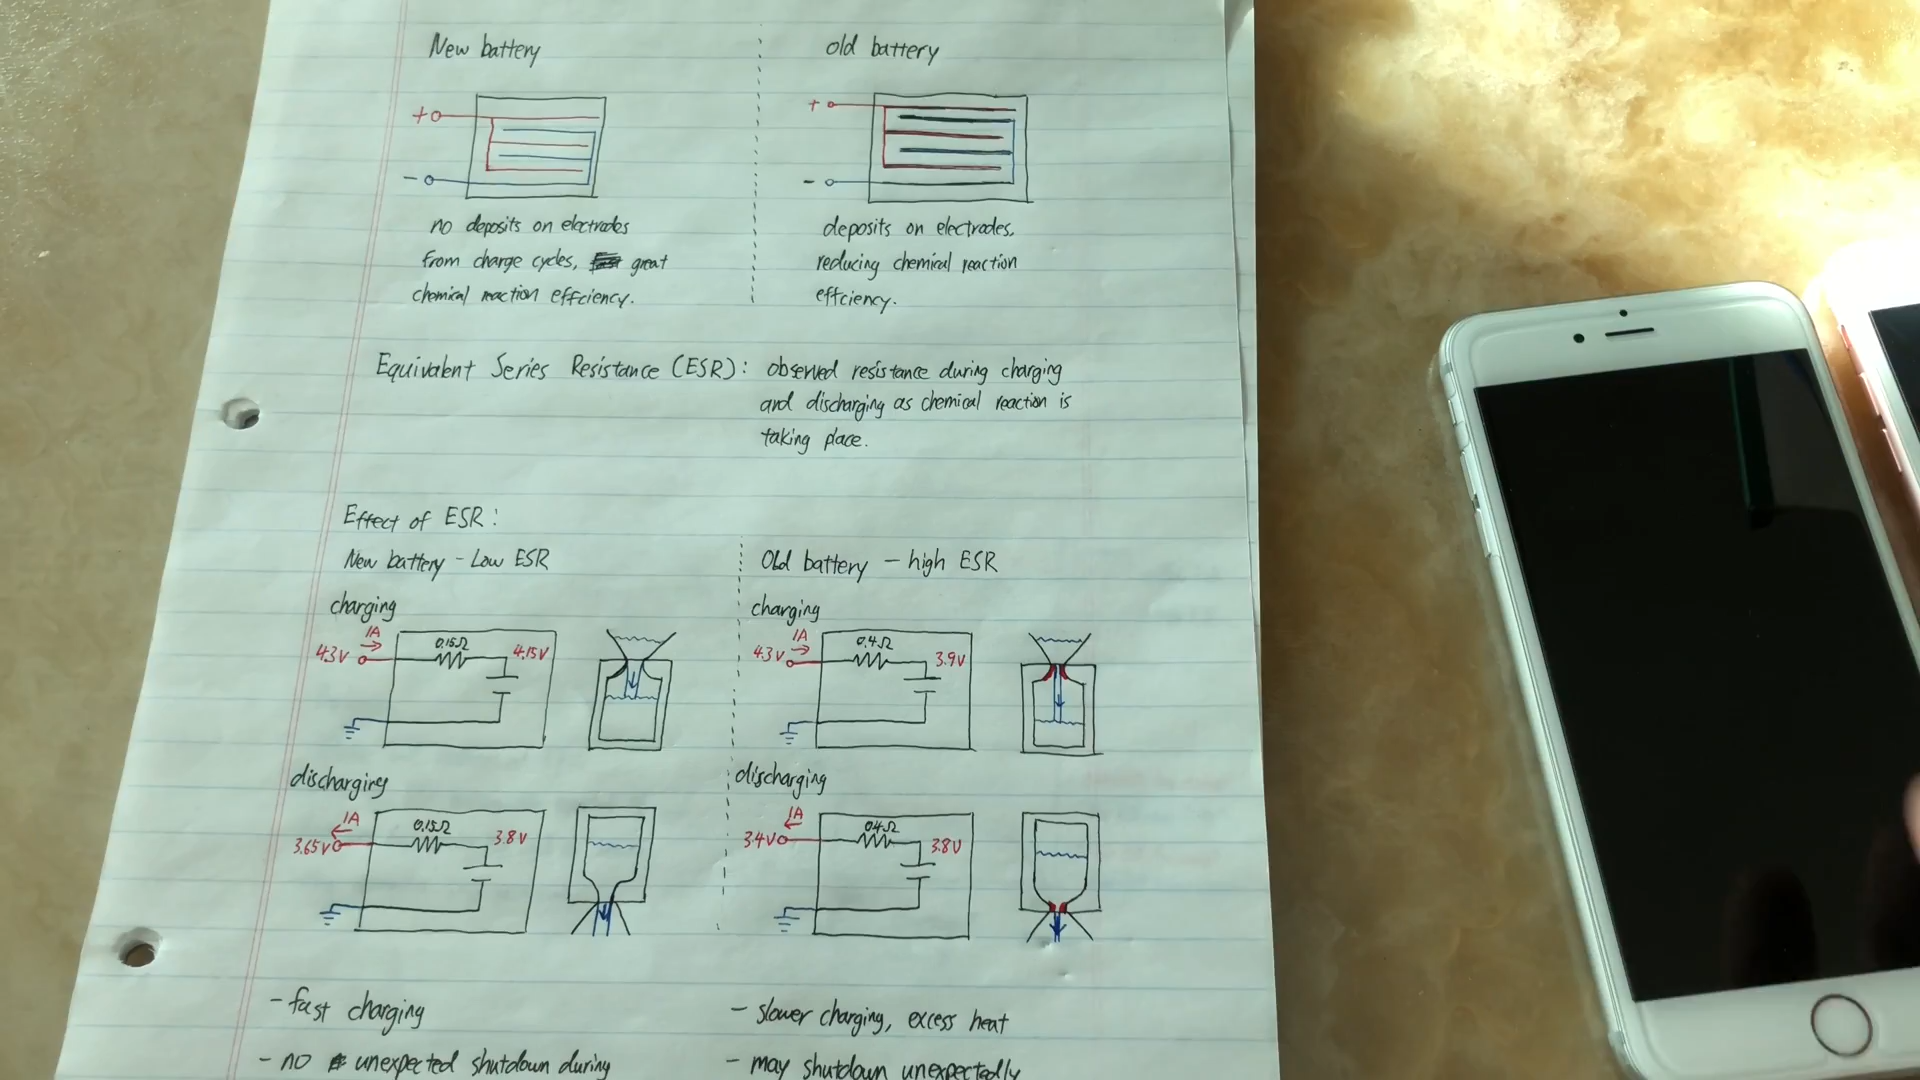 New battery
+
-
no deposits on electrodes
from charge cycles, great
chemical reaction effciency.
old battery
+
-
deposits on electrodes,
reducing chemical reaction
effciency.
Equivalent Series Resistance (ESR): observed resistance during charging
and discharging as chemical reaction is
taking place.
Effect of ESR:
New battery - Low ESR
charging
1A
4.3V
0.15Ω
4.15V
discharging
1A
3.65V
0.15Ω
3.8V
- fast charging
- no unexpected shutdown during
Old battery - high ESR
charging
1A
4.3V
0.4Ω
3.9V
discharging
1A
3.4V
0.4Ω
3.8V
- slower charging, excess heat
- may shutdown unexpectedly